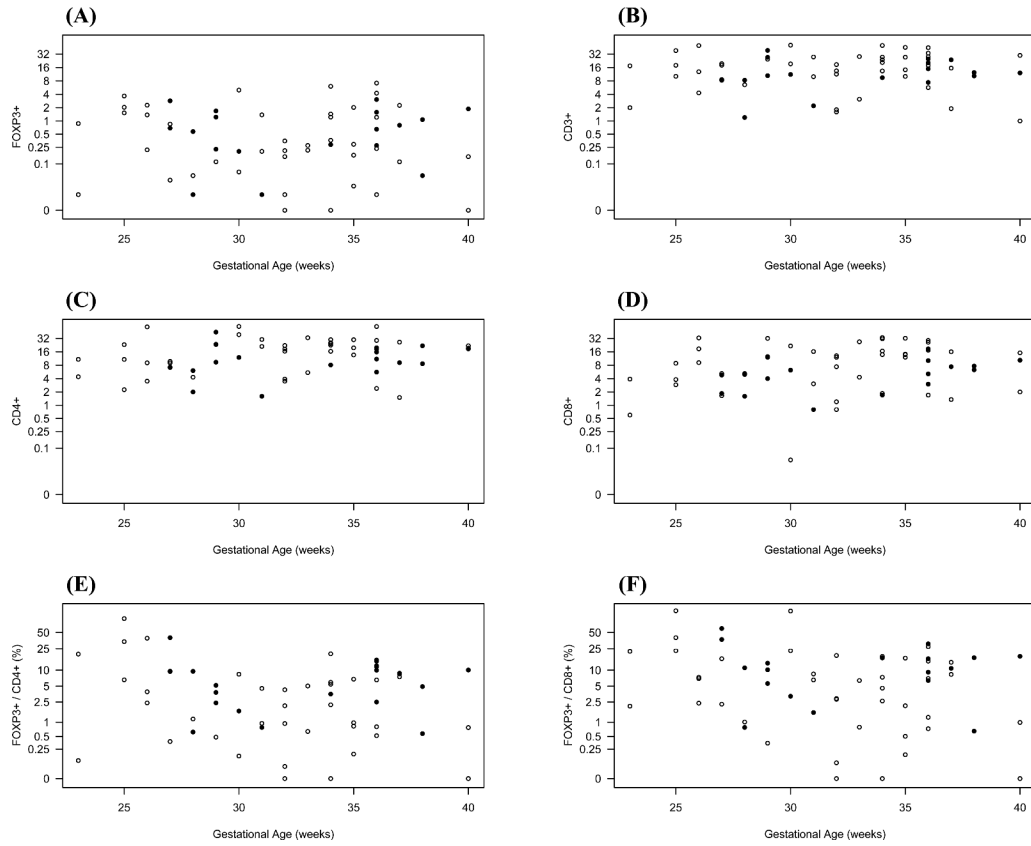 (A)
FOXP3+
32
16
8
4
2
1
0.5
0.25
0.1
0
25 30 35 40
Gestational Age (weeks)
(B)
CD3+
32
16
8
4
2
1
0.5
0.25
0.1
0
25 30 35 40
Gestational Age (weeks)
(C)
CD4+
32
16
8
4
2
1
0.5
0.25
0.1
0
25 30 35 40
Gestational Age (weeks)
(D)
CD8+
32
16
8
4
2
1
0.5
0.25
0.1
0
25 30 35 40
Gestational Age (weeks)
(E)
FOXP3+ / CD4+ (%)
50
10
5
2.5
1
0.5
0.25
0
25 30 35 40
Gestational Age (weeks)
(F)
FOXP3+ / CD8+ (%)
50
10
5
2.5
1
0.5
0.25
0
25 30 35 40
Gestational Age (weeks)